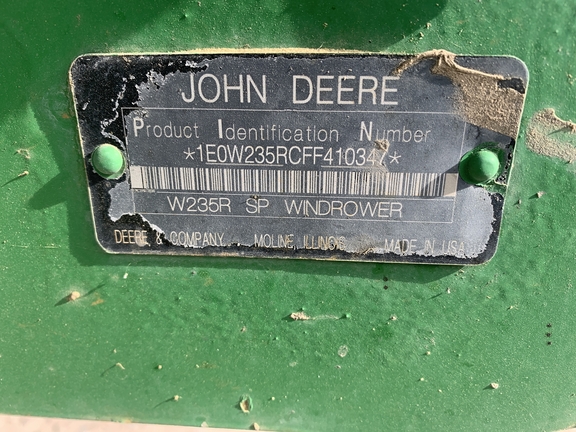 JOHN DEERE
Product Identification Number
*1E0W235RCFF410347*
W235R SP WINDROWER
DEERE & COMPANY MOLINE, ILLINOIS MADE IN USA